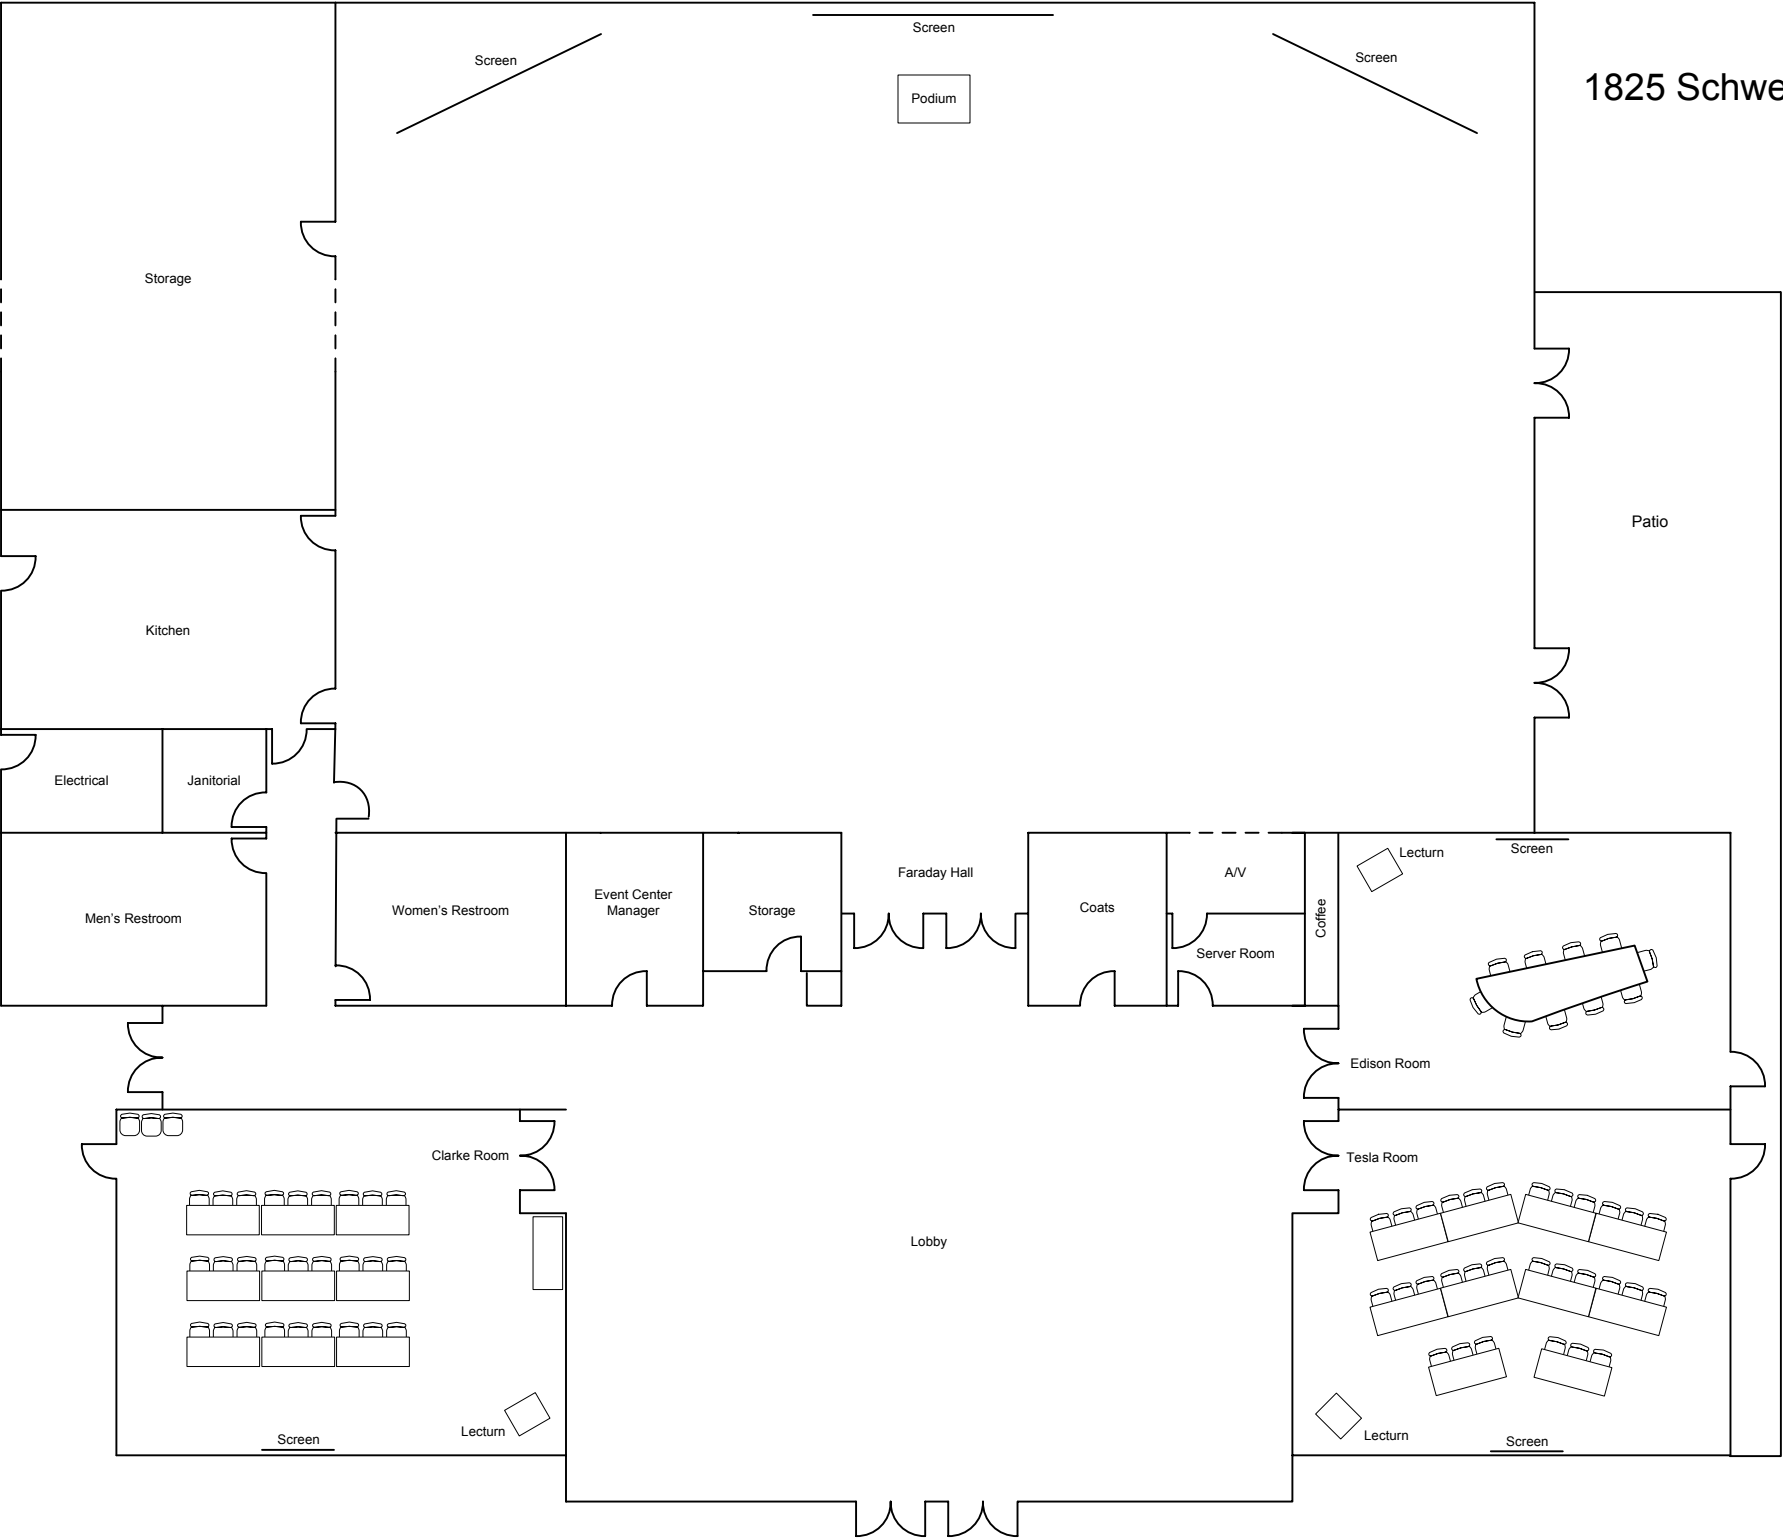 Screen
Screen
Screen
Podium
1825 Schwe
Storage
Patio
Kitchen
Electrical
Janitorial
Men's Restroom
Women's Restroom
Event Center
Manager
Storage
Faraday Hall
Coats
A/V
Server Room
Coffee
Lecturn
Screen
Edison Room
Clarke Room
Tesla Room
Lobby
Lecturn
Screen
Lecturn
Screen